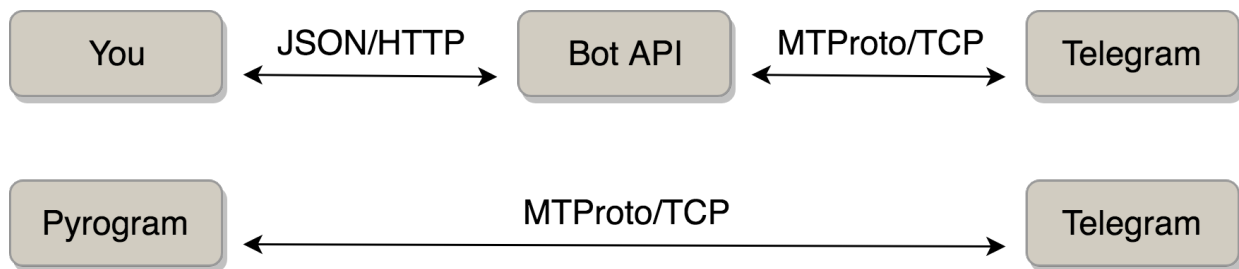 You
JSON/HTTP
Bot API
MTProto/TCP
Telegram
Pyrogram
MTProto/TCP
Telegram